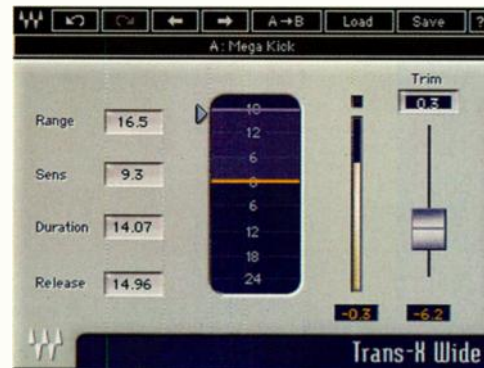 A→B Load Save ?
A: Mega Kick
Trim
0.3
Range 16.5
Sens 9.3
Duration 14.07
Release 14.96
18
12
6
0
6
12
18
24
-0.3 -6.2
Trans-X Wide